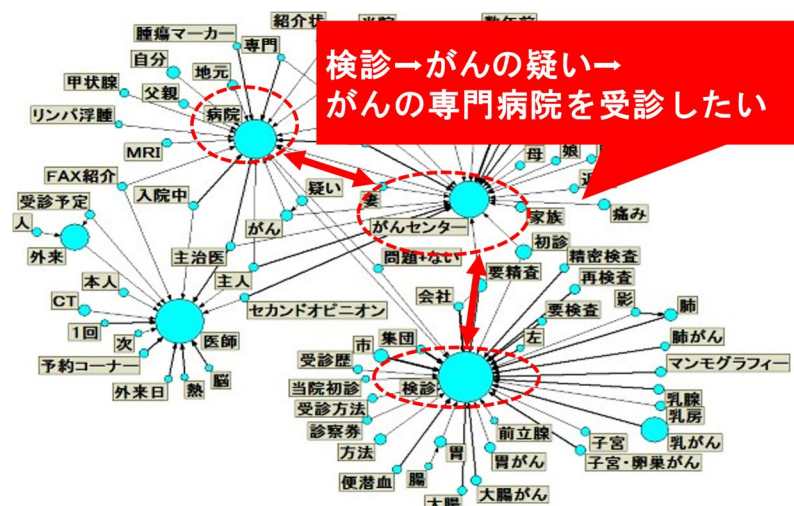 紹介状
腫瘍マーカー
専門
自分
地元
甲状腺
父親
病院
リンパ浮腫
MRI
検診→がんの疑い→
がんの専門病院を受診したい
母
娘
FAX紹介
疑い
受診予定
入院中
妻
がん
がんセンター
家族
痛み
人
外来
主治医
問題+ない
初診
主人
要精査
精密検査
本人
会社
再検査
CT
セカンドオピニオン
影
肺
1回
医師
市
集団
要検査
次
左
肺がん
予約コーナー
受診歴
検診
マンモグラフィー
外来日
熱
脳
当院初診
乳腺
受診方法
乳房
診察券
前立腺
子宮
乳がん
方法
胃
胃がん
子宮・卵巣がん
便潜血
腸
大腸
大腸がん